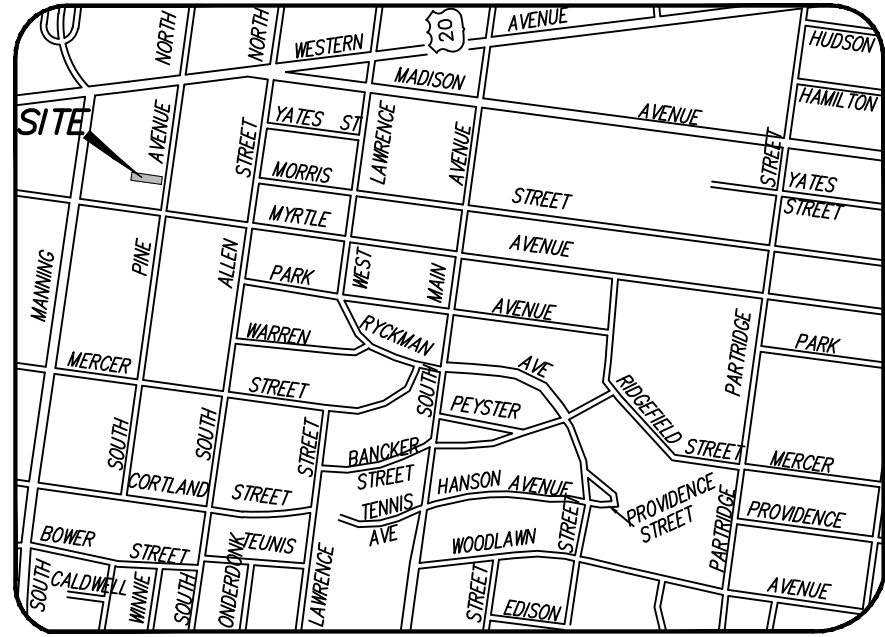 NORTH
NORTH
WESTERN
20
AVENUE
HUDSON
MADISON
AVENUE
HAMILTON
SITE
AVENUE
STREET
YATES ST
LAWRENCE
AVENUE
STREET
YATES
STREET
MORRIS
STREET
MYRTLE
AVENUE
MANNING
PINE
ALLEN
PARK
WEST
MAIN
AVENUE
PARTRIDGE
PARK
WARREN
RYCKMAN
AVE
MERCER
STREET
SOUTH
PEYSTER
RIDGEFIELD
STREET
MERCER
SOUTH
SOUTH
STREET
BANCKER
STREET
CORTLAND
STREET
TENNIS
AVE
HANSON AVENUE
STREET
PROVIDENCE
STREET
PARTRIDGE
PROVIDENCE
BOWER
STREET
TEUNIS
ONDERDONK
LAWRENCE
WOODLAWN
AVENUE
SOUTH
CALDWELL
WINNIE
SOUTH
STREET
EDISON